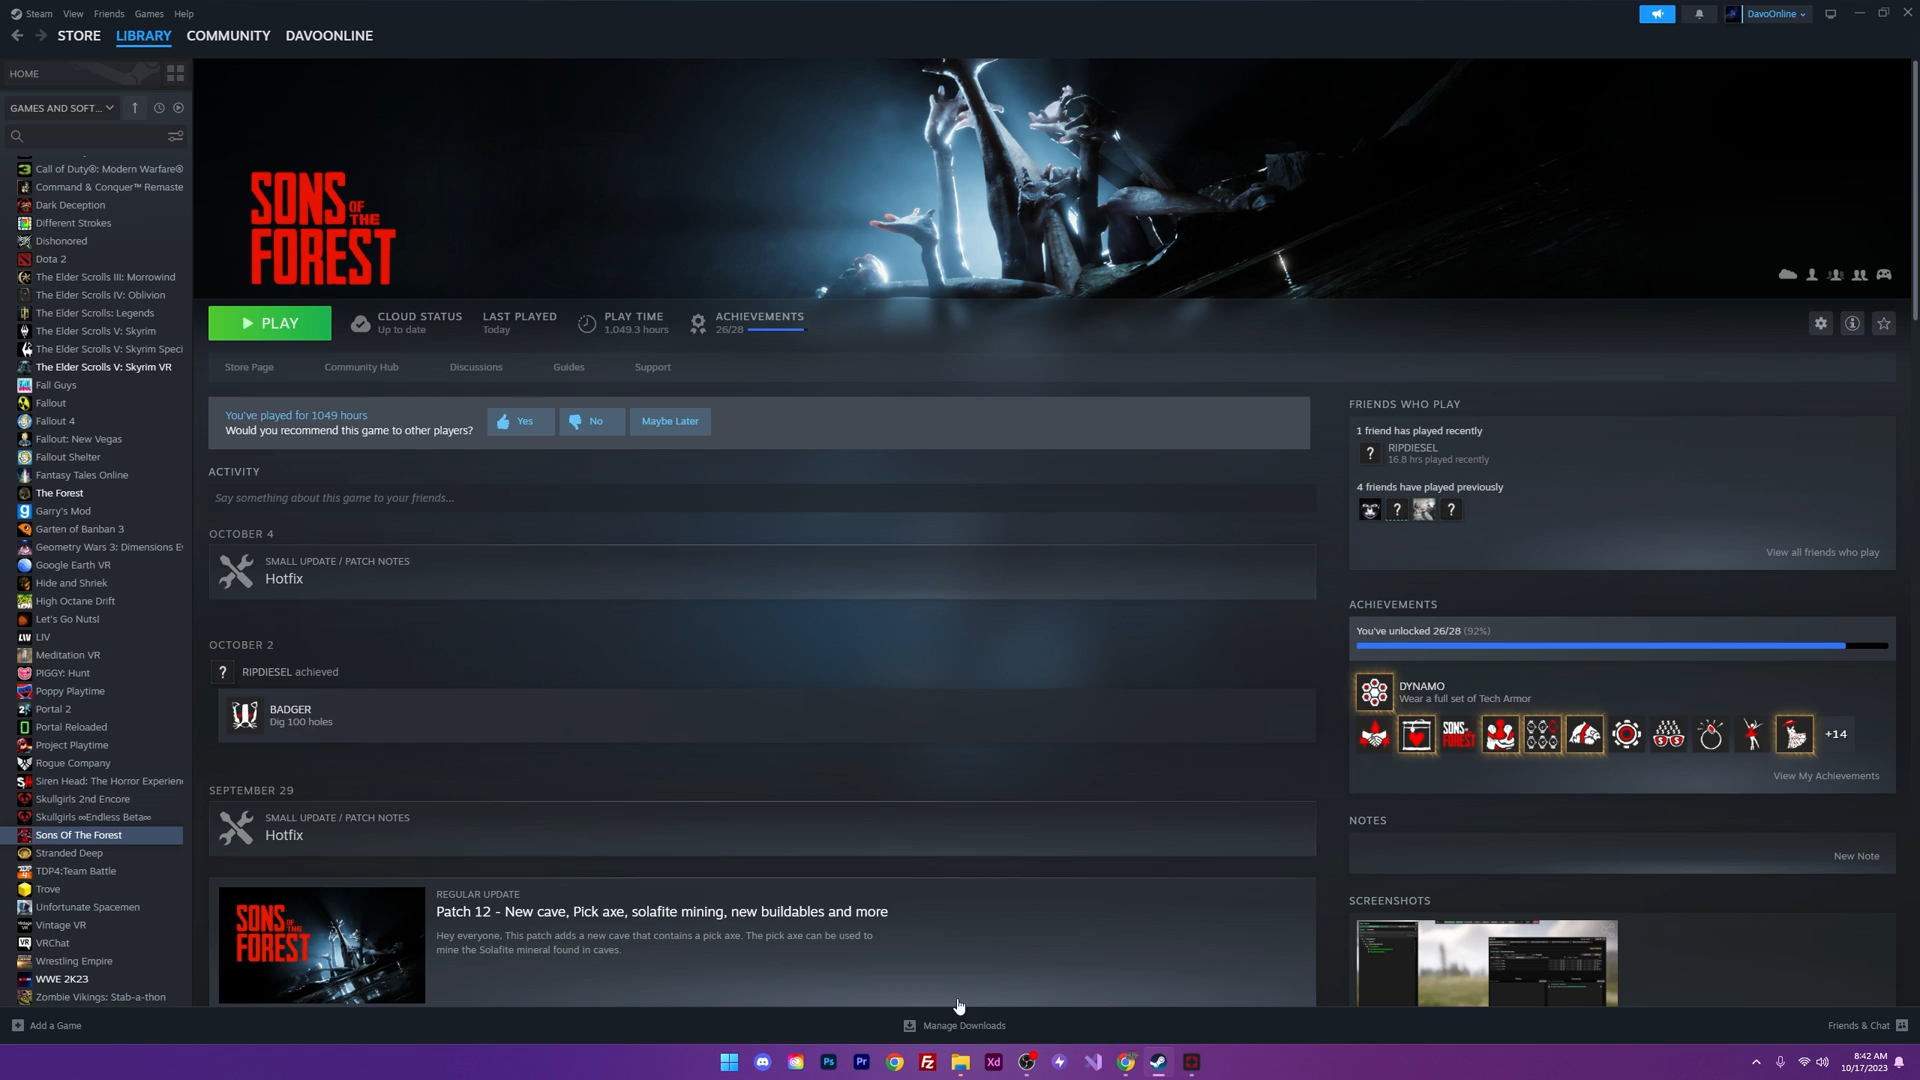 Steam View Friends Games Help
DavoOnline
STORE LIBRARY COMMUNITY DAVOONLINE
HOME
GAMES AND SOFT...
Call of Duty®: Modern Warfare®
Command & Conquer™ Remaste
Dark Deception
Different Strokes
Dishonored
Dota 2
The Elder Scrolls III: Morrowind
The Elder Scrolls IV: Oblivion
The Elder Scrolls: Legends
The Elder Scrolls V: Skyrim
The Elder Scrolls V: Skyrim Speci
The Elder Scrolls V: Skyrim VR
Fall Guys
Fallout
Fallout 4
Fallout: New Vegas
Fallout Shelter
Fantasy Tales Online
The Forest
Garry's Mod
Garten of Banban 3
Geometry Wars 3: Dimensions E
Google Earth VR
Hide and Shriek
High Octane Drift
Let's Go Nuts!
LIV
Meditation VR
PIGGY: Hunt
Poppy Playtime
Portal 2
Portal Reloaded
Project Playtime
Rogue Company
Siren Head: The Horror Experien
Skullgirls 2nd Encore
Skullgirls ∞Endless Beta∞
Sons Of The Forest
Stranded Deep
TDP4:Team Battle
Trove
Unfortunate Spacemen
Vintage VR
VRChat
Wrestling Empire
WWE 2K23
Zombie Vikings: Stab-a-thon
Add a Game
SONS OF THE FOREST
PLAY
CLOUD STATUS
Up to date
LAST PLAYED
Today
PLAY TIME
1,049.3 hours
ACHIEVEMENTS
26/28
Store Page Community Hub Discussions Guides Support
You've played for 1049 hours
Would you recommend this game to other players?
Yes No Maybe Later
ACTIVITY
Say something about this game to your friends...
OCTOBER 4
SMALL UPDATE / PATCH NOTES
Hotfix
OCTOBER 2
? RIPDIESEL achieved
BADGER
Dig 100 holes
SEPTEMBER 29
SMALL UPDATE / PATCH NOTES
Hotfix
SONS OF THE FOREST
REGULAR UPDATE
Patch 12 - New cave, Pick axe, solafite mining, new buildables and more
Hey everyone, This patch adds a new cave that contains a pick axe. The pick axe can be used to
mine the Solafite mineral found in caves.
FRIENDS WHO PLAY
1 friend has played recently
? RIPDIESEL
16.8 hrs played recently
4 friends have played previously
? ?
View all friends who play
ACHIEVEMENTS
You've unlocked 26/28 (92%)
DYNAMO
Wear a full set of Tech Armor
SONS OF THE FOREST
+14
View My Achievements
NOTES
New Note
SCREENSHOTS
Manage Downloads
Friends & Chat
Ps Pr Fz Xd
8:42 AM
10/17/2023